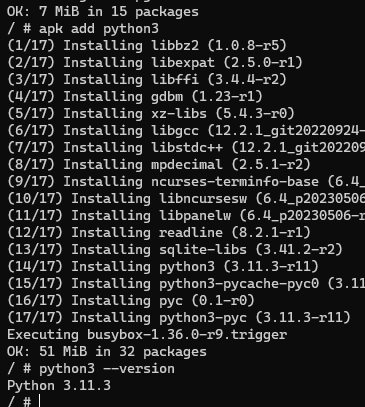 OK: 7 MiB in 15 packages
/ # apk add python3
(1/17) Installing libbz2 (1.0.8-r5)
(2/17) Installing libexpat (2.5.0-r1)
(3/17) Installing libffi (3.4.4-r2)
(4/17) Installing gdbm (1.23-r1)
(5/17) Installing xz-libs (5.4.3-r0)
(6/17) Installing libgcc (12.2.1_git20220924-
(7/17) Installing libstdc++ (12.2.1_git202209
(8/17) Installing mpdecimal (2.5.1-r2)
(9/17) Installing ncurses-terminfo-base (6.4_
(10/17) Installing libncursesw (6.4_p20230506
(11/17) Installing libpanelw (6.4_p20230506-r
(12/17) Installing readline (8.2.1-r1)
(13/17) Installing sqlite-libs (3.41.2-r2)
(14/17) Installing python3 (3.11.3-r11)
(15/17) Installing python3-pycache-pyc0 (3.11
(16/17) Installing pyc (0.1-r0)
(17/17) Installing python3-pyc (3.11.3-r11)
Executing busybox-1.36.0-r9.trigger
OK: 51 MiB in 32 packages
/ # python3 --version
Python 3.11.3
/ #